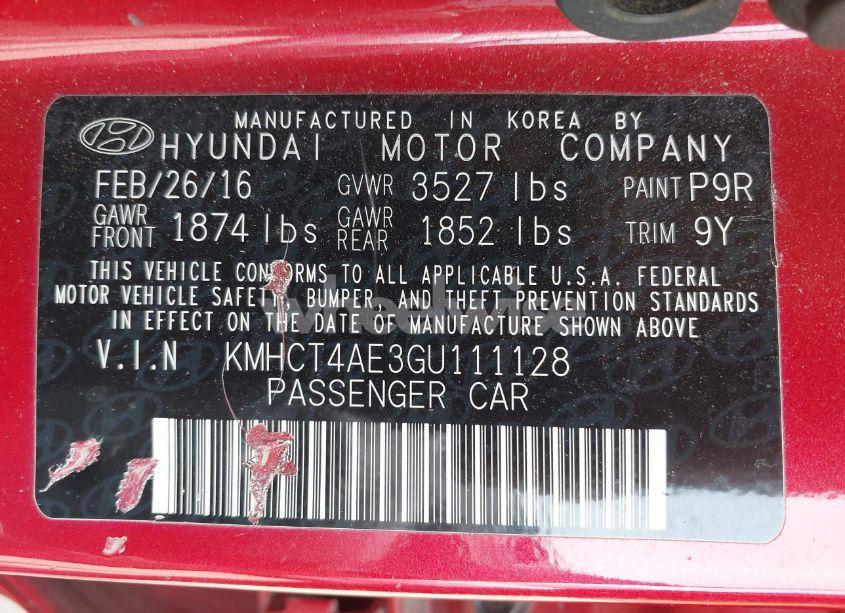 MANUFACTURED IN KOREA BY
HYUNDAI MOTOR COMPANY
FEB/26/16 GVWR 3527 lbs PAINT P9R
GAWR FRONT 1874 lbs GAWR REAR 1852 lbs TRIM 9Y
THIS VEHICLE CONFORMS TO ALL APPLICABLE U.S.A. FEDERAL
MOTOR VEHICLE SAFETY, BUMPER, AND THEFT PREVENTION STANDARDS
IN EFFECT ON THE DATE OF MANUFACTURE SHOWN ABOVE
V.I.N KMHCT4AE3GU111128
PASSENGER CAR